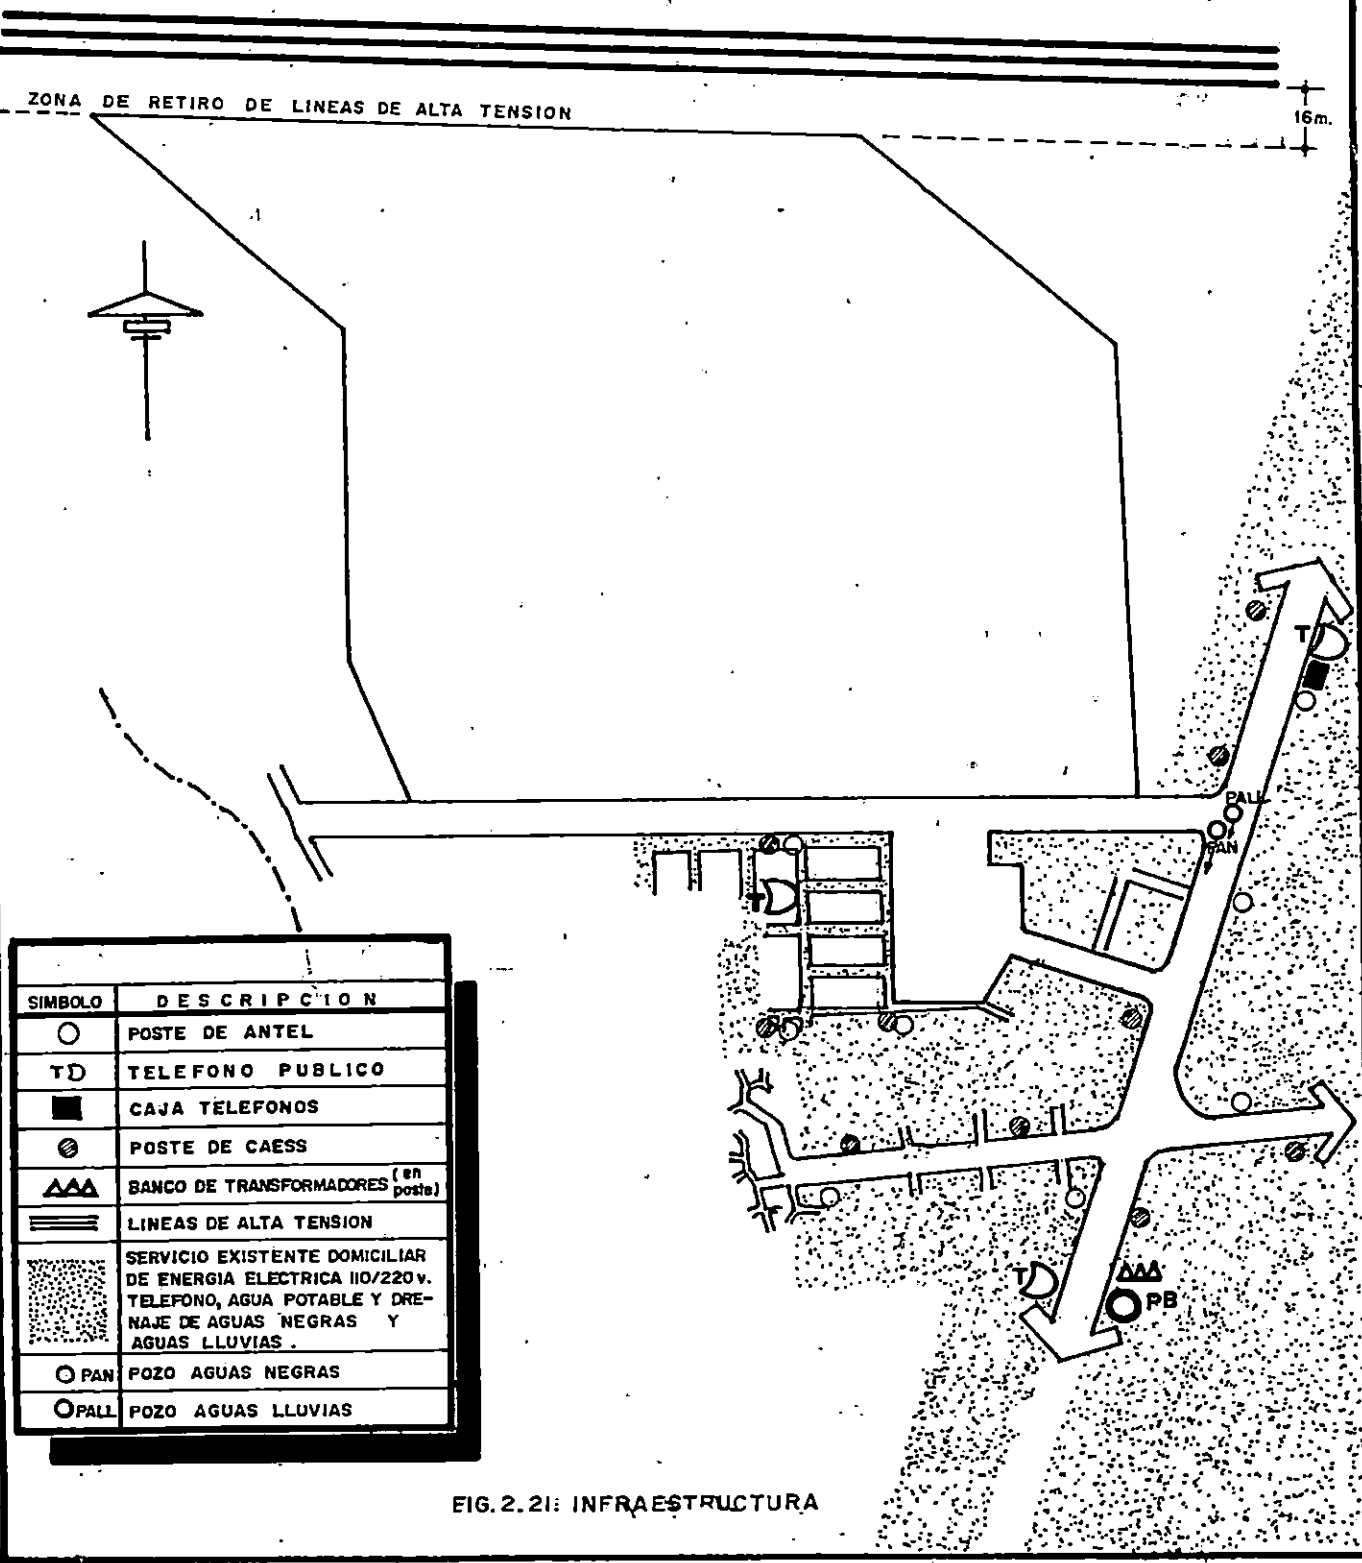 ZONA DE RETIRO DE LINEAS DE ALTA TENSION
16m.
T
PALL
PAN
T
SIMBOLO DESCRIPCION
POSTE DE ANTEL
TD TELEFONO PUBLICO
CAJA TELEFONOS
POSTE DE CAESS
BANCO DE TRANSFORMADORES (en poste)
LINEAS DE ALTA TENSION
SERVICIO EXISTENTE DOMICILIAR
DE ENERGIA ELECTRICA 110/220 v.
TELEFONO, AGUA POTABLE Y DRE-
NAJE DE AGUAS NEGRAS Y
AGUAS LLUVIAS .
PAN POZO AGUAS NEGRAS
PALL POZO AGUAS LLUVIAS
T
PB
FIG. 2.21: INFRAESTRUCTURA